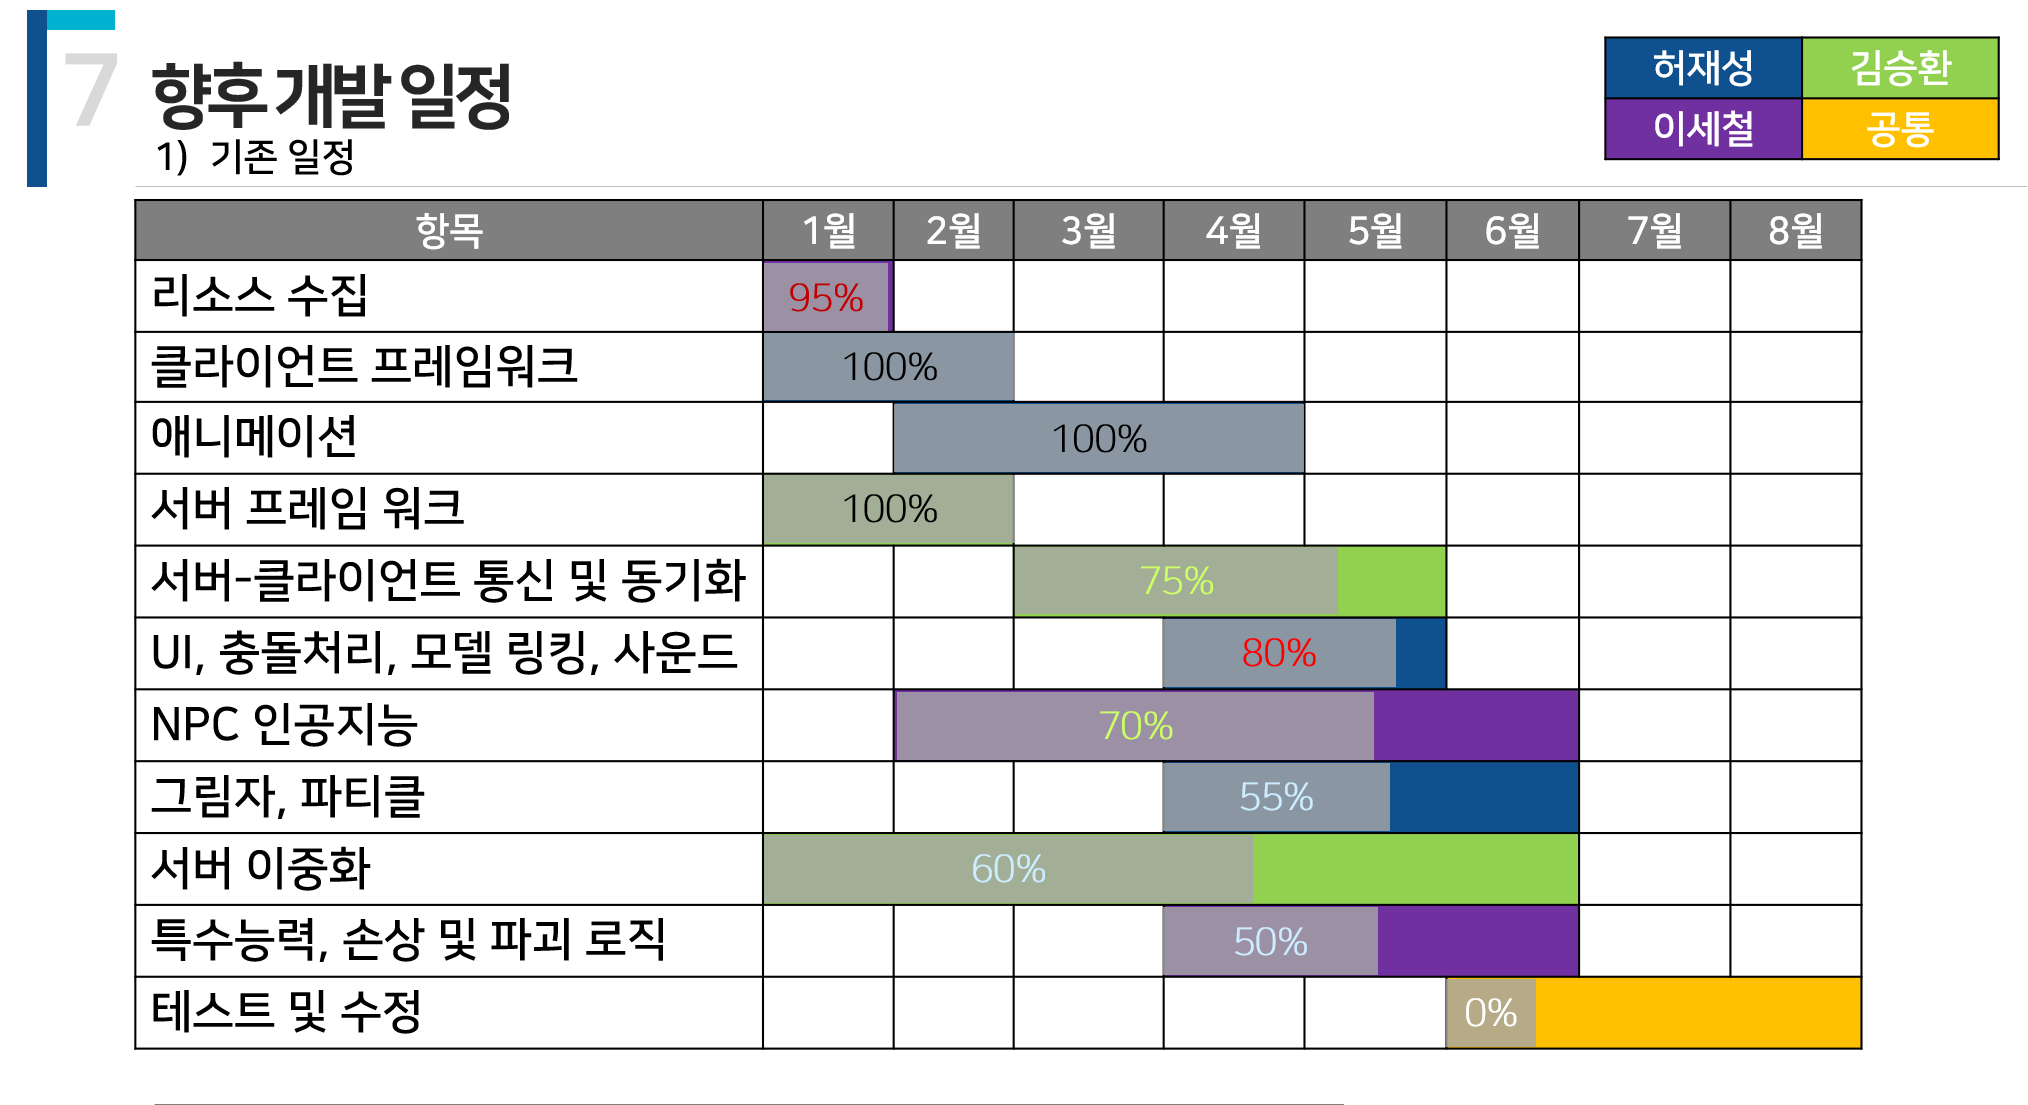 7
향후 개발 일정
1) 기존 일정
허재성 김승환
이세철 공통
항목 1월 2월 3월 4월 5월 6월 7월 8월
리소스 수집 95%
클라이언트 프레임워크 100%
애니메이션 100%
서버 프레임 워크 100%
서버-클라이언트 통신 및 동기화 75%
UI, 충돌처리, 모델 링킹, 사운드 80%
NPC 인공지능 70%
그림자, 파티클 55%
서버 이중화 60%
특수능력, 손상 및 파괴 로직 50%
테스트 및 수정 0%